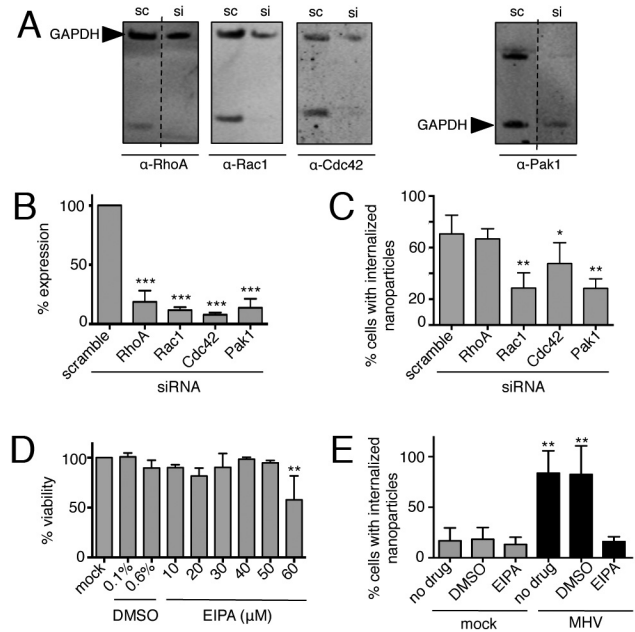 A
sc si sc si sc si sc si
GAPDH
GAPDH
α-RhoA α-Rac1 α-Cdc42 α-Pak1
B
% expression
100
50
0
scramble RhoA Rac1 Cdc42 Pak1
*** *** *** ***
siRNA
C
% cells with internalized
nanoparticles
100
60
20
0
scramble RhoA Rac1 Cdc42 Pak1
** * **
siRNA
D
% viability
100
50
0
**
mock 0.1% 0.6% 10 20 30 40 50 60
DMSO EIPA (μM)
E
% cells with internalized
nanoparticles
100
50
0
** **
no drug DMSO EIPA no drug DMSO EIPA
mock MHV